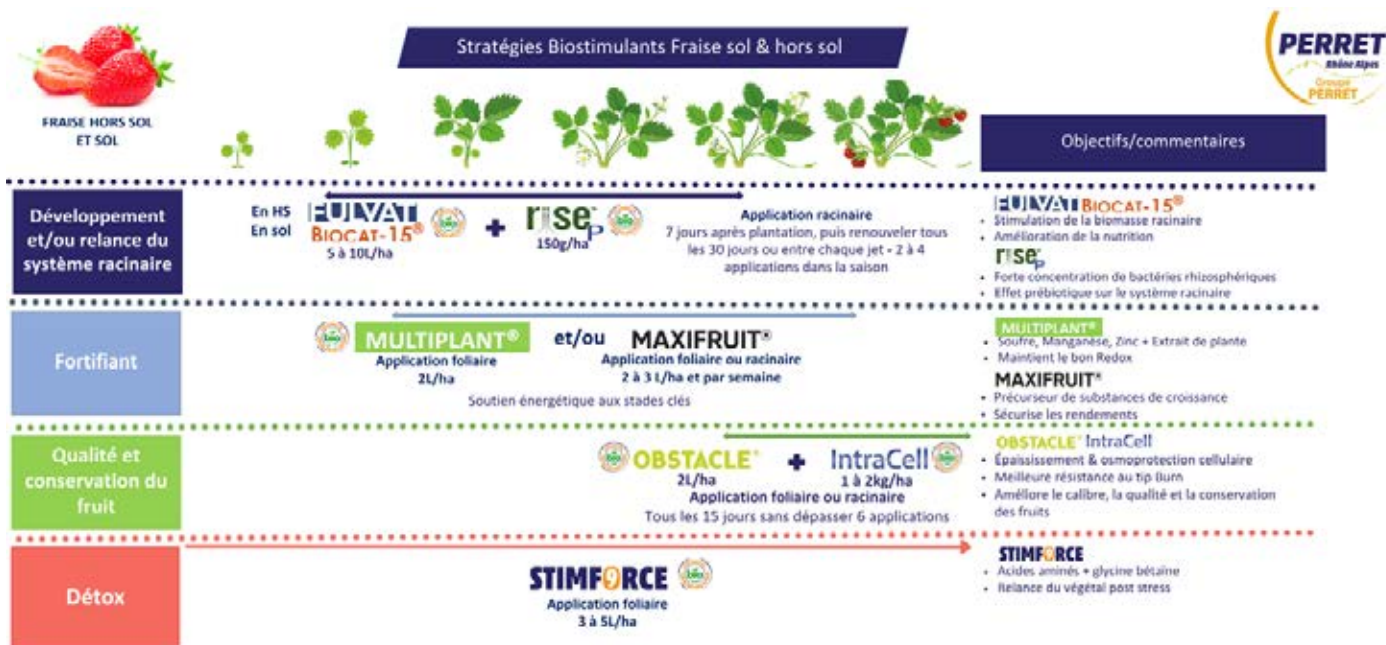 Stratégies Biostimulants Fraise sol & hors sol
PERRET
Rhône Alpes
Groupe
PERRET
FRAISE HORS SOL
ET SOL
Objectifs/commentaires
Développement
et/ou relance du
système racinaire
En HS
En sol
FULVAT
BIOCAT-15®
bio
5 à 10L/ha
+
rise P
bio
150g/ha
Application racinaire
7 jours après plantation, puis renouveler tous
les 30 jours ou entre chaque jet - 2 à 4
applications dans la saison
FULVAT BIOCAT-15®
• Stimulation de la biomasse racinaire
• Amélioration de la nutrition
rise P
• Forte concentration de bactéries rhizosphériques
• Effet prébiotique sur le système racinaire
Fortifiant
bio
MULTIPLANT®
Application foliaire
2L/ha
et/ou
MAXIFRUIT®
Application foliaire ou racinaire
2 à 3 L/ha et par semaine
Soutien énergétique aux stades clés
MULTIPLANT®
• Soufre, Manganèse, Zinc + Extrait de plante
• Maintient le bon Redox
MAXIFRUIT®
• Précurseur de substances de croissance
• Sécurise les rendements
Qualité et
conservation du
fruit
bio
OBSTACLE®
2L/ha
+
IntraCell
bio
1 à 2kg/ha
Application foliaire ou racinaire
Tous les 15 jours sans dépasser 6 applications
OBSTACLE® IntraCell
• Épaississement & osmoprotection cellulaire
• Meilleure résistance au tip Burn
• Améliore le calibre, la qualité et la conservation
des fruits
Détox
STIMF9RCE
bio
Application foliaire
3 à 5L/ha
STIMF9RCE
• Acides aminés + glycine bétaïne
• Relance du végétal post stress